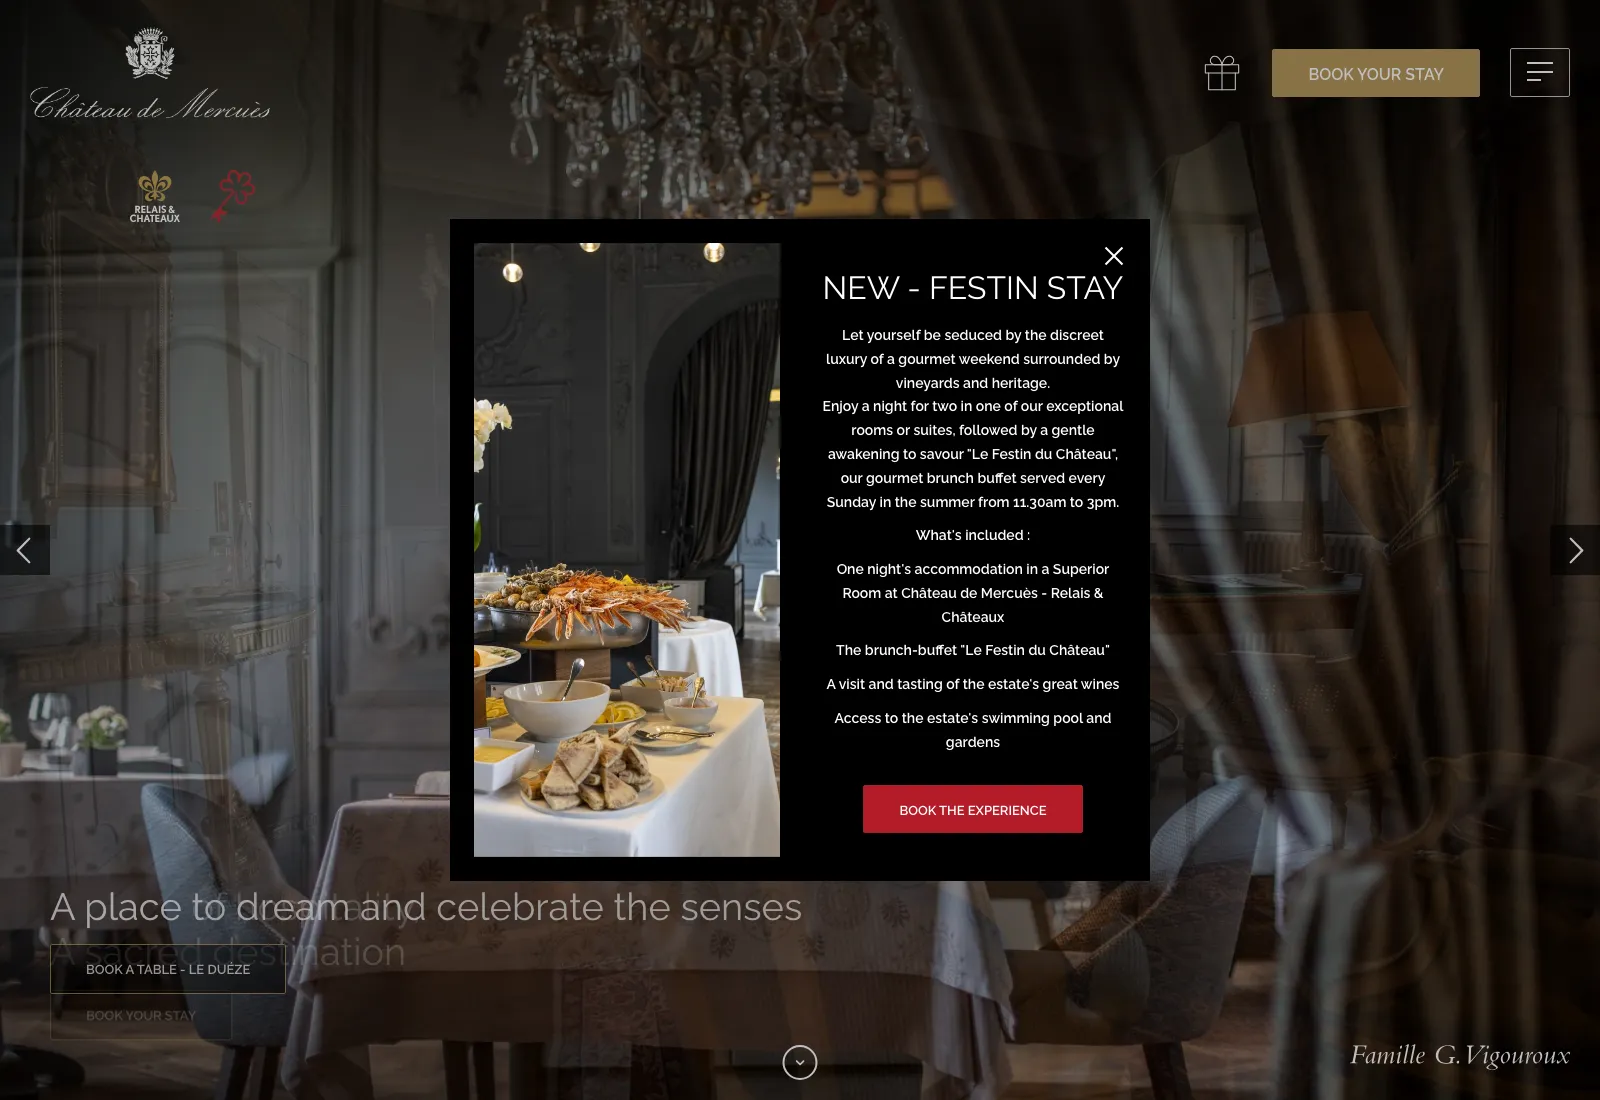 Château de Mercuès
BOOK YOUR STAY
RELAIS &
CHATEAUX
NEW - FESTIN STAY
Let yourself be seduced by the discreet
luxury of a gourmet weekend surrounded by
vineyards and heritage.
Enjoy a night for two in one of our exceptional
rooms or suites, followed by a gentle
awakening to savour "Le Festin du Château",
our gourmet brunch buffet served every
Sunday in the summer from 11.30am to 3pm.
What's included :
One night's accommodation in a Superior
Room at Château de Mercuès - Relais &
Châteaux
The brunch-buffet "Le Festin du Château"
A visit and tasting of the estate's great wines
Access to the estate's swimming pool and
gardens
BOOK THE EXPERIENCE
A place to dream and celebrate the senses
A sacred destination
BOOK A TABLE - LE DUÈZE
BOOK YOUR STAY
Famille G. Vigouroux